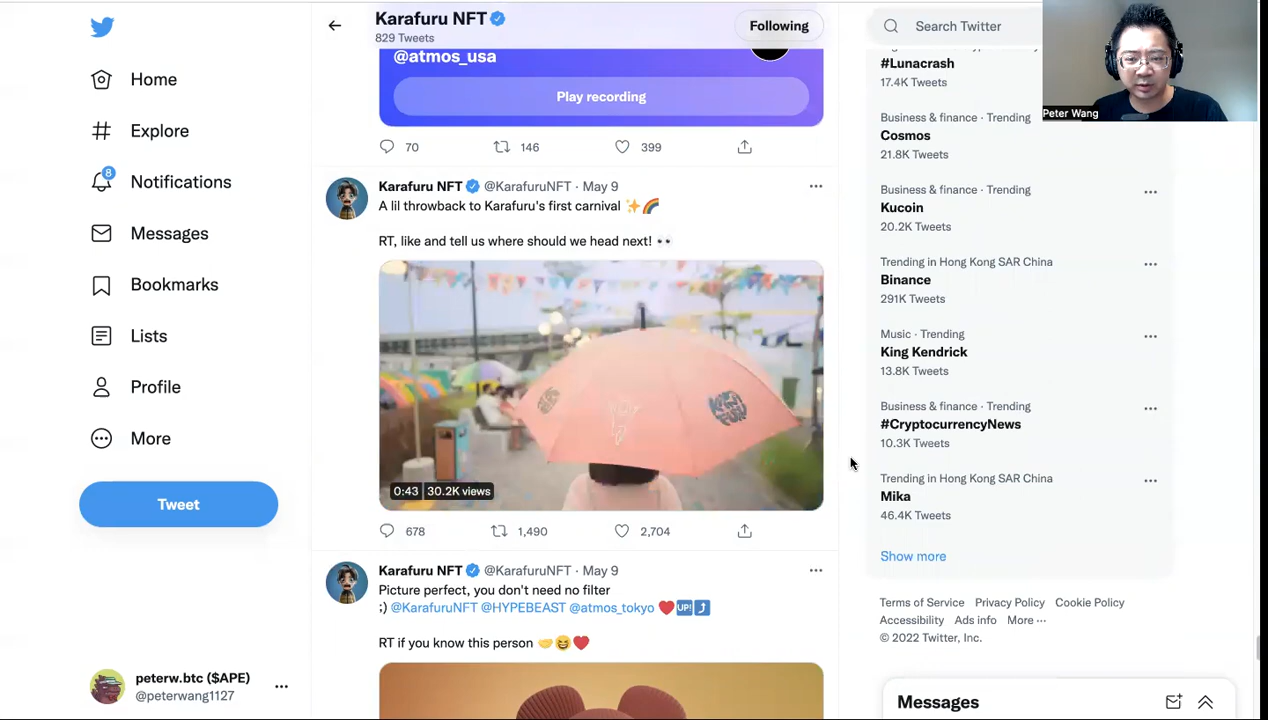 Home
Explore
8
Notifications
Messages
Bookmarks
Lists
Profile
More
Tweet
peterw.btc ($APE)
@peterwang1127
Karafuru NFT
829 Tweets
Following
@atmos_usa
Play recording
70 146 399
Karafuru NFT @KarafuruNFT · May 9
A lil throwback to Karafuru's first carnival ✨🌈
RT, like and tell us where should we head next! 👀
0:43 30.2K views
678 1,490 2,704
Karafuru NFT @KarafuruNFT · May 9
Picture perfect, you don't need no filter
;) @KarafuruNFT @HYPEBEAST @atmos_tokyo ❤️🆙⤴️
RT if you know this person 🤝😆❤️
Search Twitter
#Lunacrash
17.4K Tweets
Business & finance · Trending
Cosmos
21.8K Tweets
Business & finance · Trending
Kucoin
20.2K Tweets
Trending in Hong Kong SAR China
Binance
291K Tweets
Music · Trending
King Kendrick
13.8K Tweets
Business & finance · Trending
#CryptocurrencyNews
10.3K Tweets
Trending in Hong Kong SAR China
Mika
46.4K Tweets
Show more
Terms of Service Privacy Policy Cookie Policy
Accessibility Ads info More ···
© 2022 Twitter, Inc.
Messages
Peter Wang